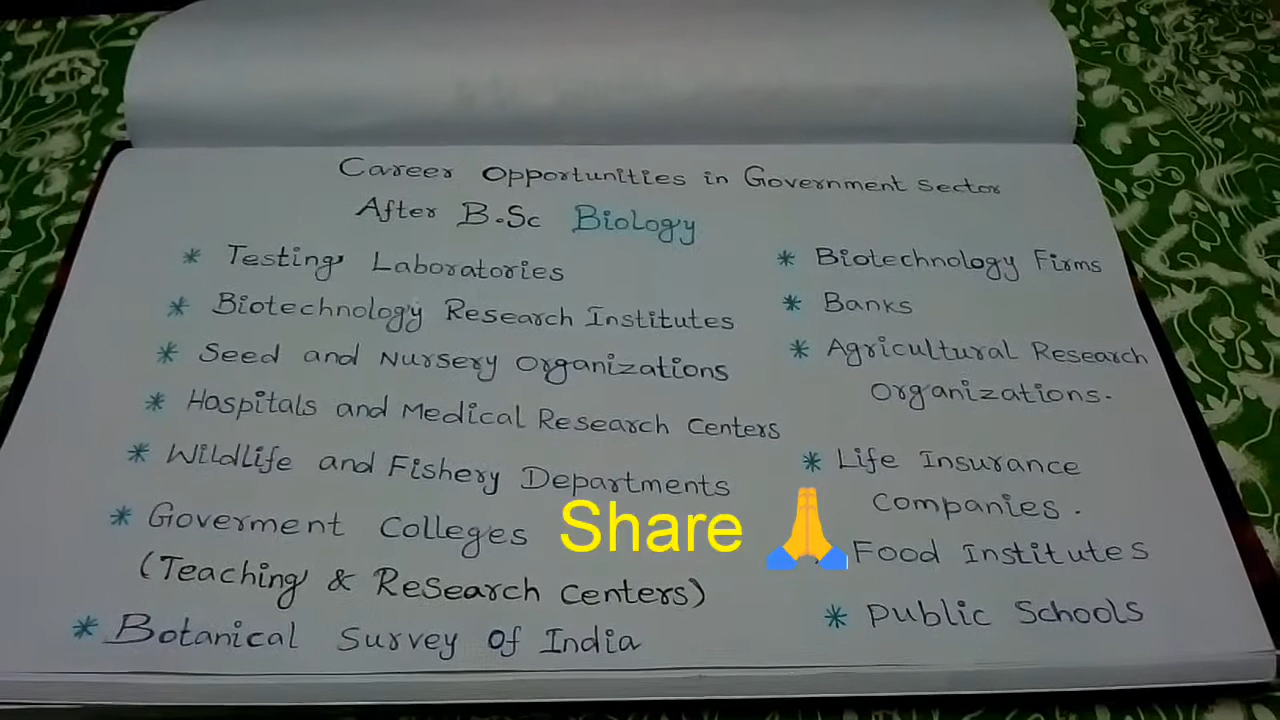 Career Opportunities in Government Sector
After B.Sc Biology
* Testing Laboratories
* Biotechnology Research Institutes
* Seed and Nursery Organizations
* Hospitals and Medical Research Centers
* Wildlife and Fishery Departments
* Goverment Colleges
(Teaching & Research Centers)
* Botanical Survey of India
* Biotechnology Firms
* Banks
* Agricultural Research
Organizations.
* Life Insurance
Companies.
Food Institutes
* Public Schools
Share 🙏